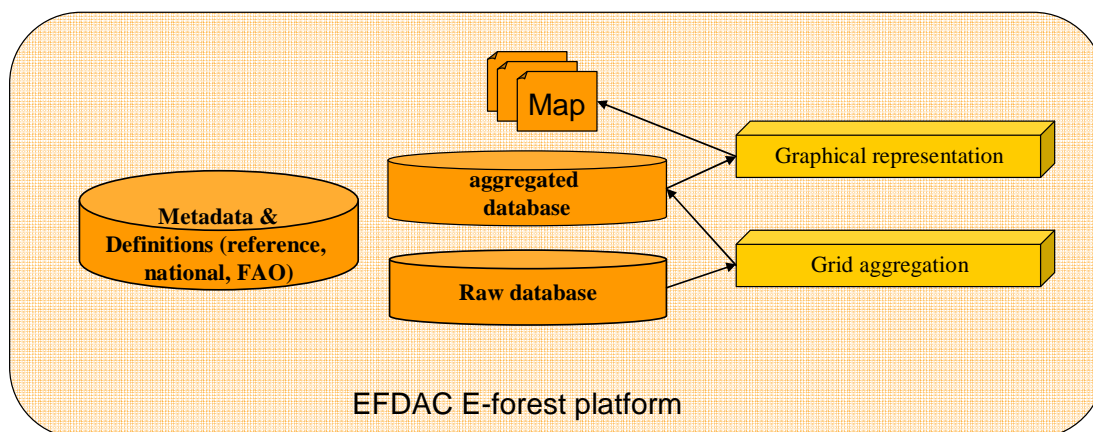 Map
Graphical representation
aggregated
database
Metadata &
Definitions (reference,
national, FAO)
Grid aggregation
Raw database
EFDAC E-forest platform